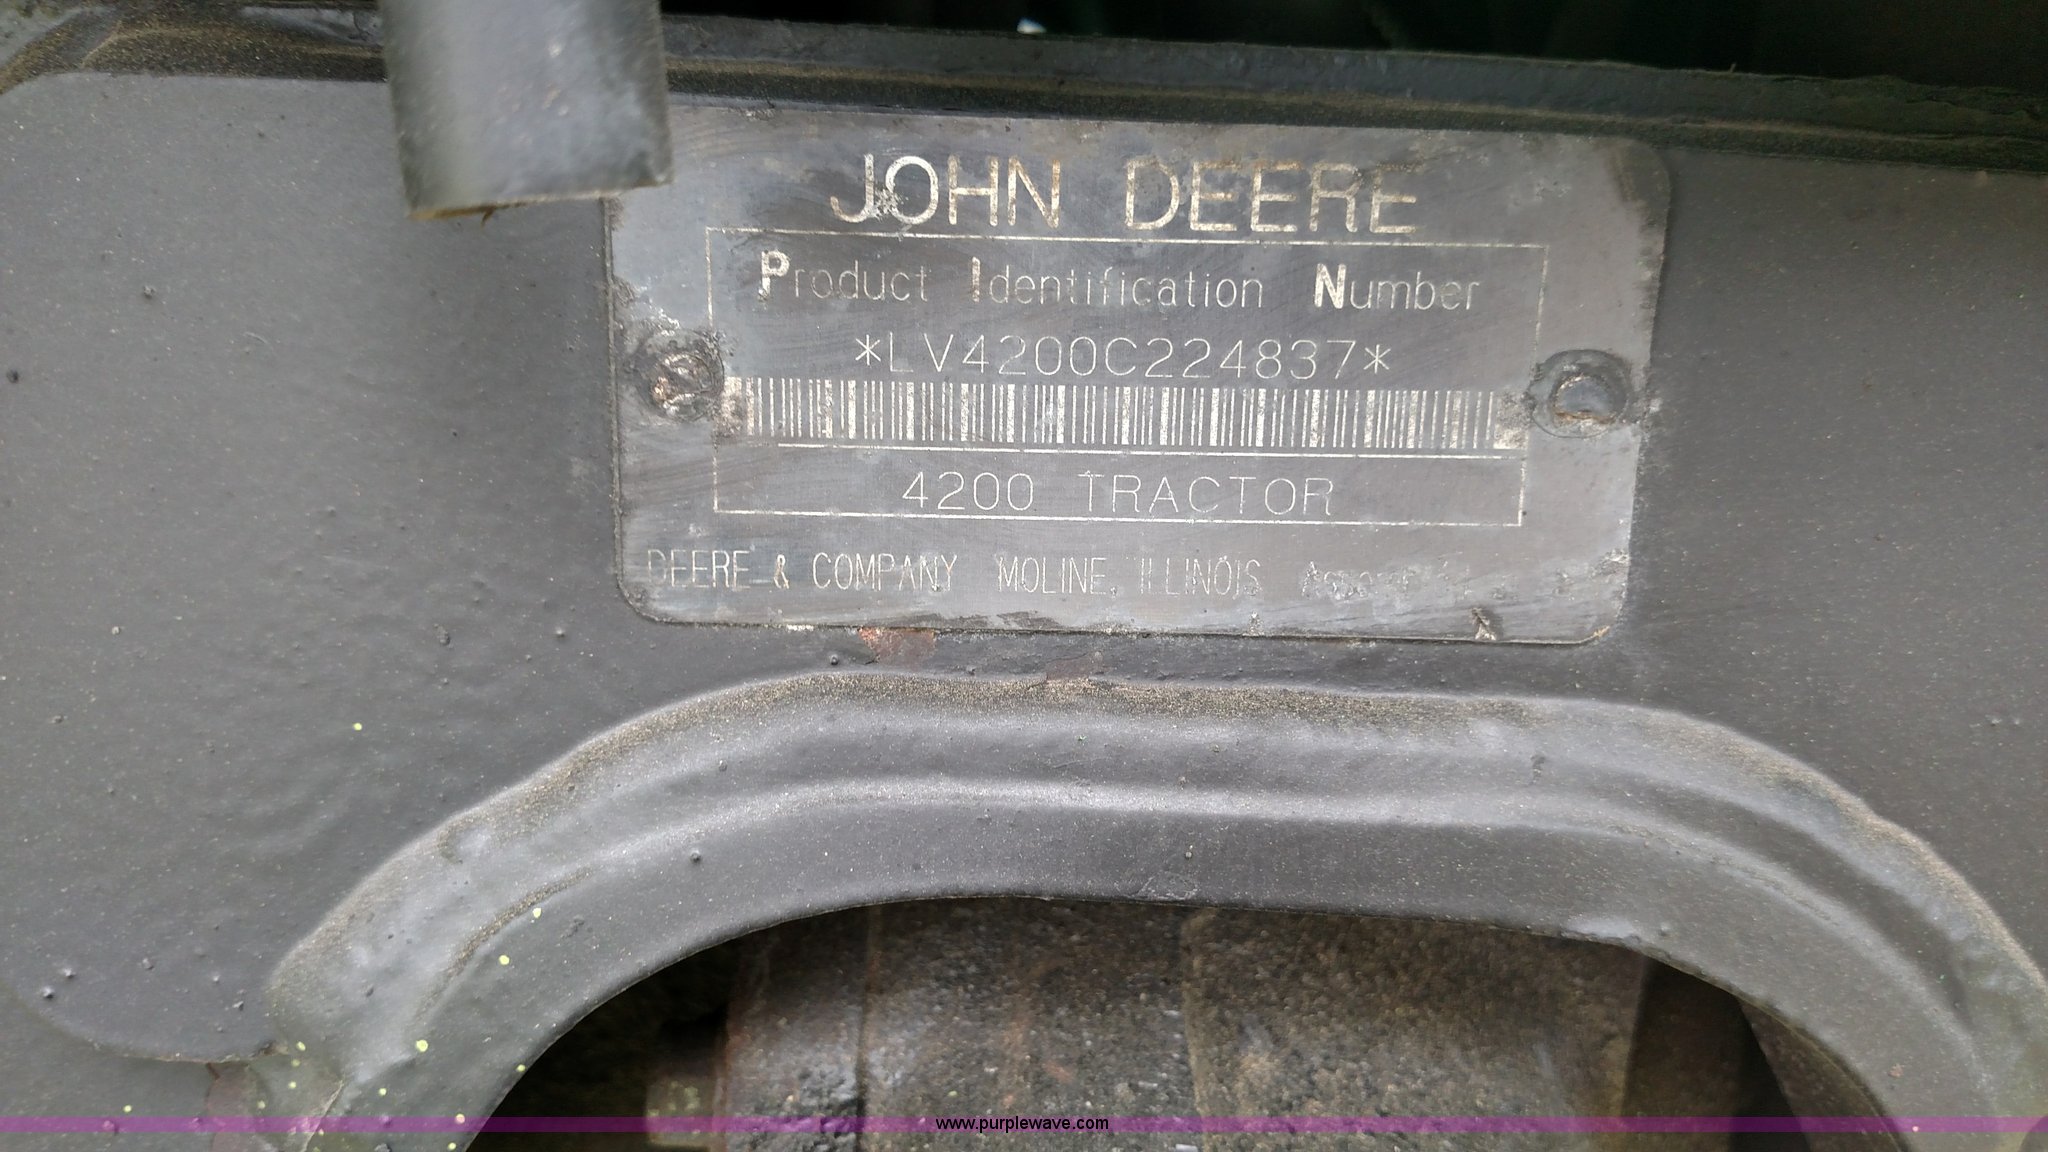 JOHN DEERE
Product Identification Number
*LV4200C224837*
4200 TRACTOR
DEERE & COMPANY MOLINE, ILLINOIS
www.purplewave.com